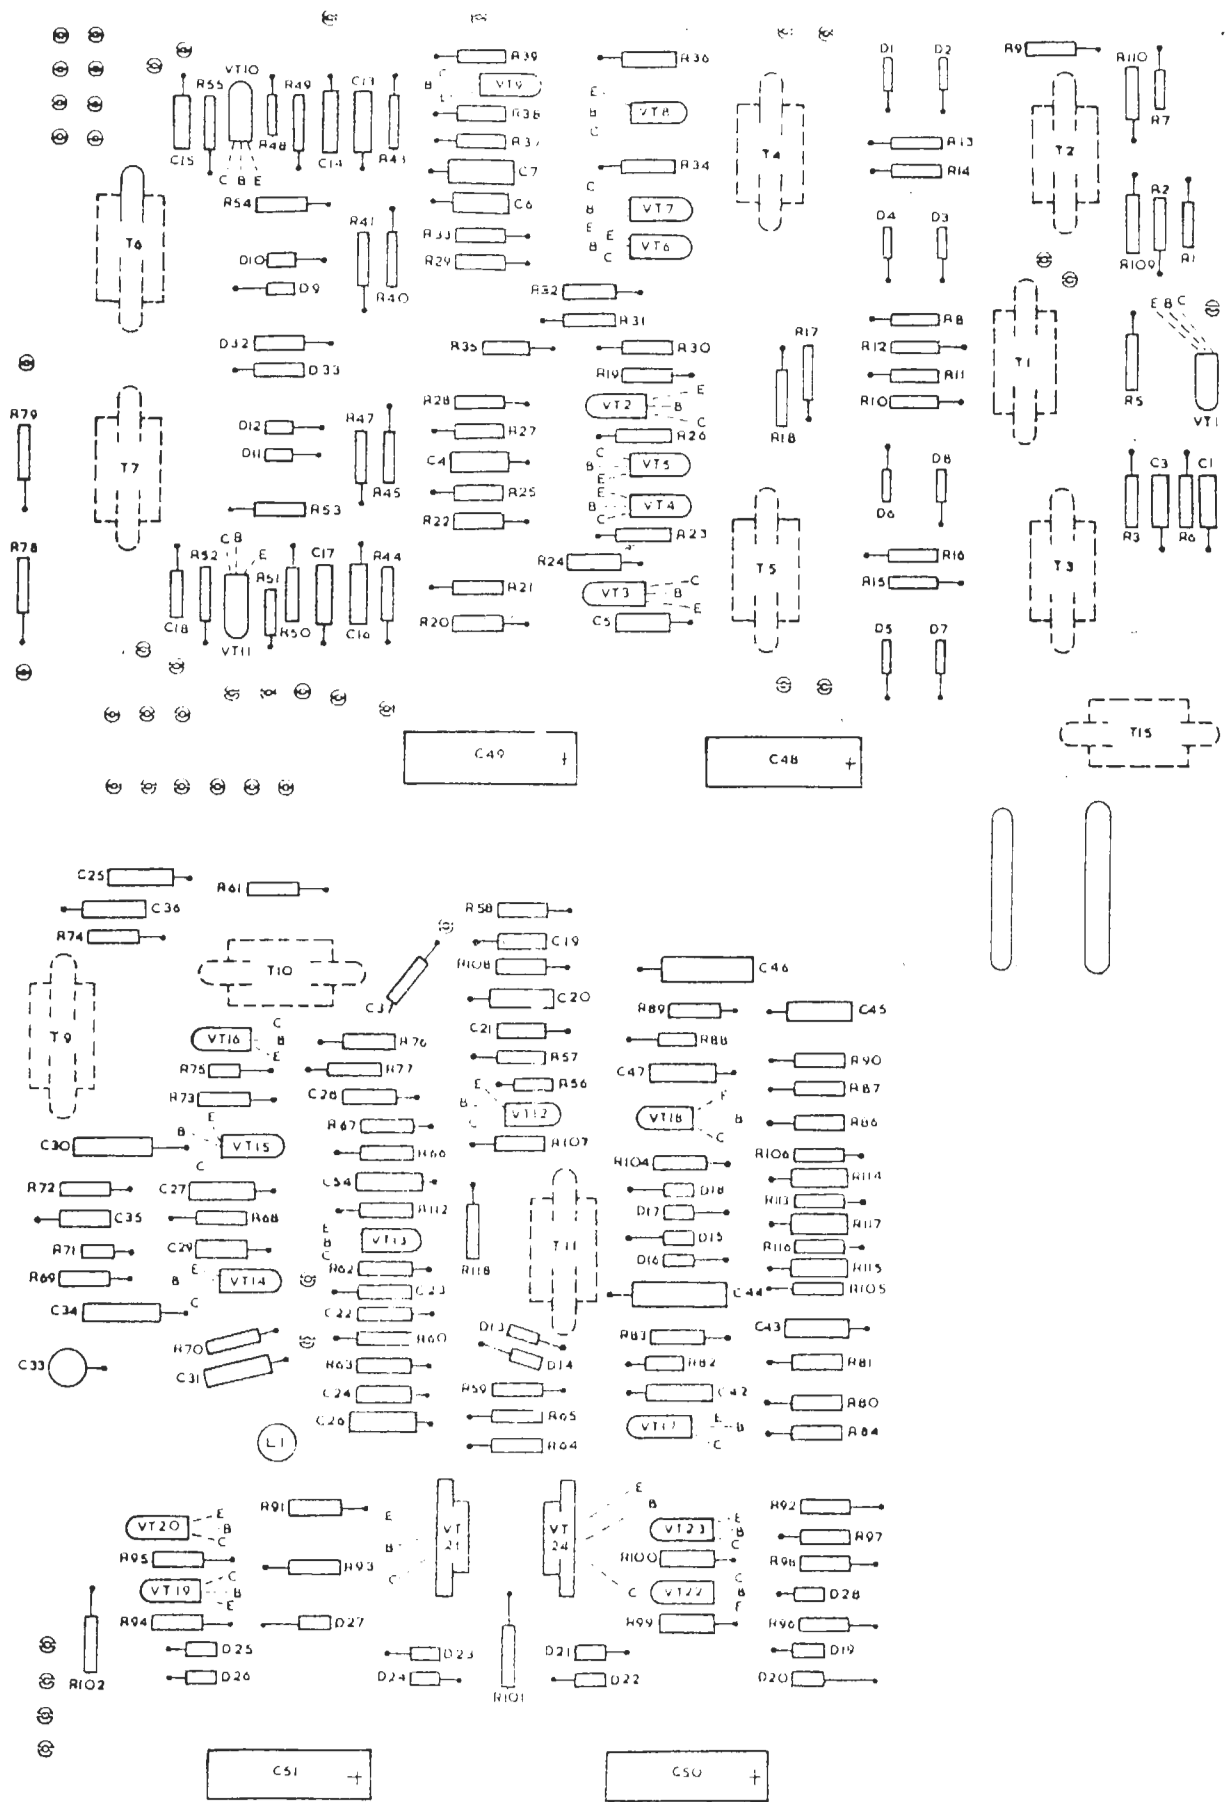 R39
R36
D1 D2
R9
R110
R7
VT10
R55
R49
C13
C B E
VT9
E B C
VT8
C15
R48
C14
R43
R38
R37
R13
R14
T4
T2
C7
R34
C B E
R54
C6
C B E
VT7
D4 D3
R2
R109
R1
T6
R41
R33
E B C
VT6
D10
R40
R29
D9
R32
R31
E B C
R17
R8
D32
R35
R30
R12
T1
R5
D33
R19
R11
R10
VT1
R79
R28
VT2
E B C
R18
D12
R47
R27
R26
T7
D11
C4
C B E
VT5
D8
D6
C3
C1
R45
R25
E B C
VT4
R3
R6
R53
R22
R23
R78
R52
C B E
C17
R44
R24
R16
R51
R21
VT3
C B E
T5
R15
T3
C18
R50
C16
R20
C5
VT11
D5 D7
C49 +
C48 +
T15
C25
R61
C36
R58
R74
C19
T10
R108
C46
C37
C20
R89
C45
T9
VT16
C B E
R76
C21
R88
R75
R77
R57
C47
R90
R73
C28
R56
R87
E B C
VT12
VT18
E B C
R67
R86
C30
E B C
VT15
R66
R107
R104
R106
C54
R114
R72
C27
D18
R113
C35
R68
R112
D17
R117
R71
C29
E B C
VT13
R118
T11
D15
R116
D16
R115
R69
E B C
VT14
R62
C23
C44
R105
C34
C22
D13
C43
R70
R60
R83
C33
C31
R63
D14
R82
R81
C24
R59
C42
R80
L1
C26
R65
VT17
E B C
R84
R64
R91
E B C
VT 21
VT 24
E B C
R92
VT20
E B C
VT23
E B C
R97
R95
R93
R100
R98
VT19
C B E
VT22
C B E
D28
R94
D27
R99
R96
D25
D23
D21
D19
R102
D26
D24
R101
D22
D20
C51 +
C50 +